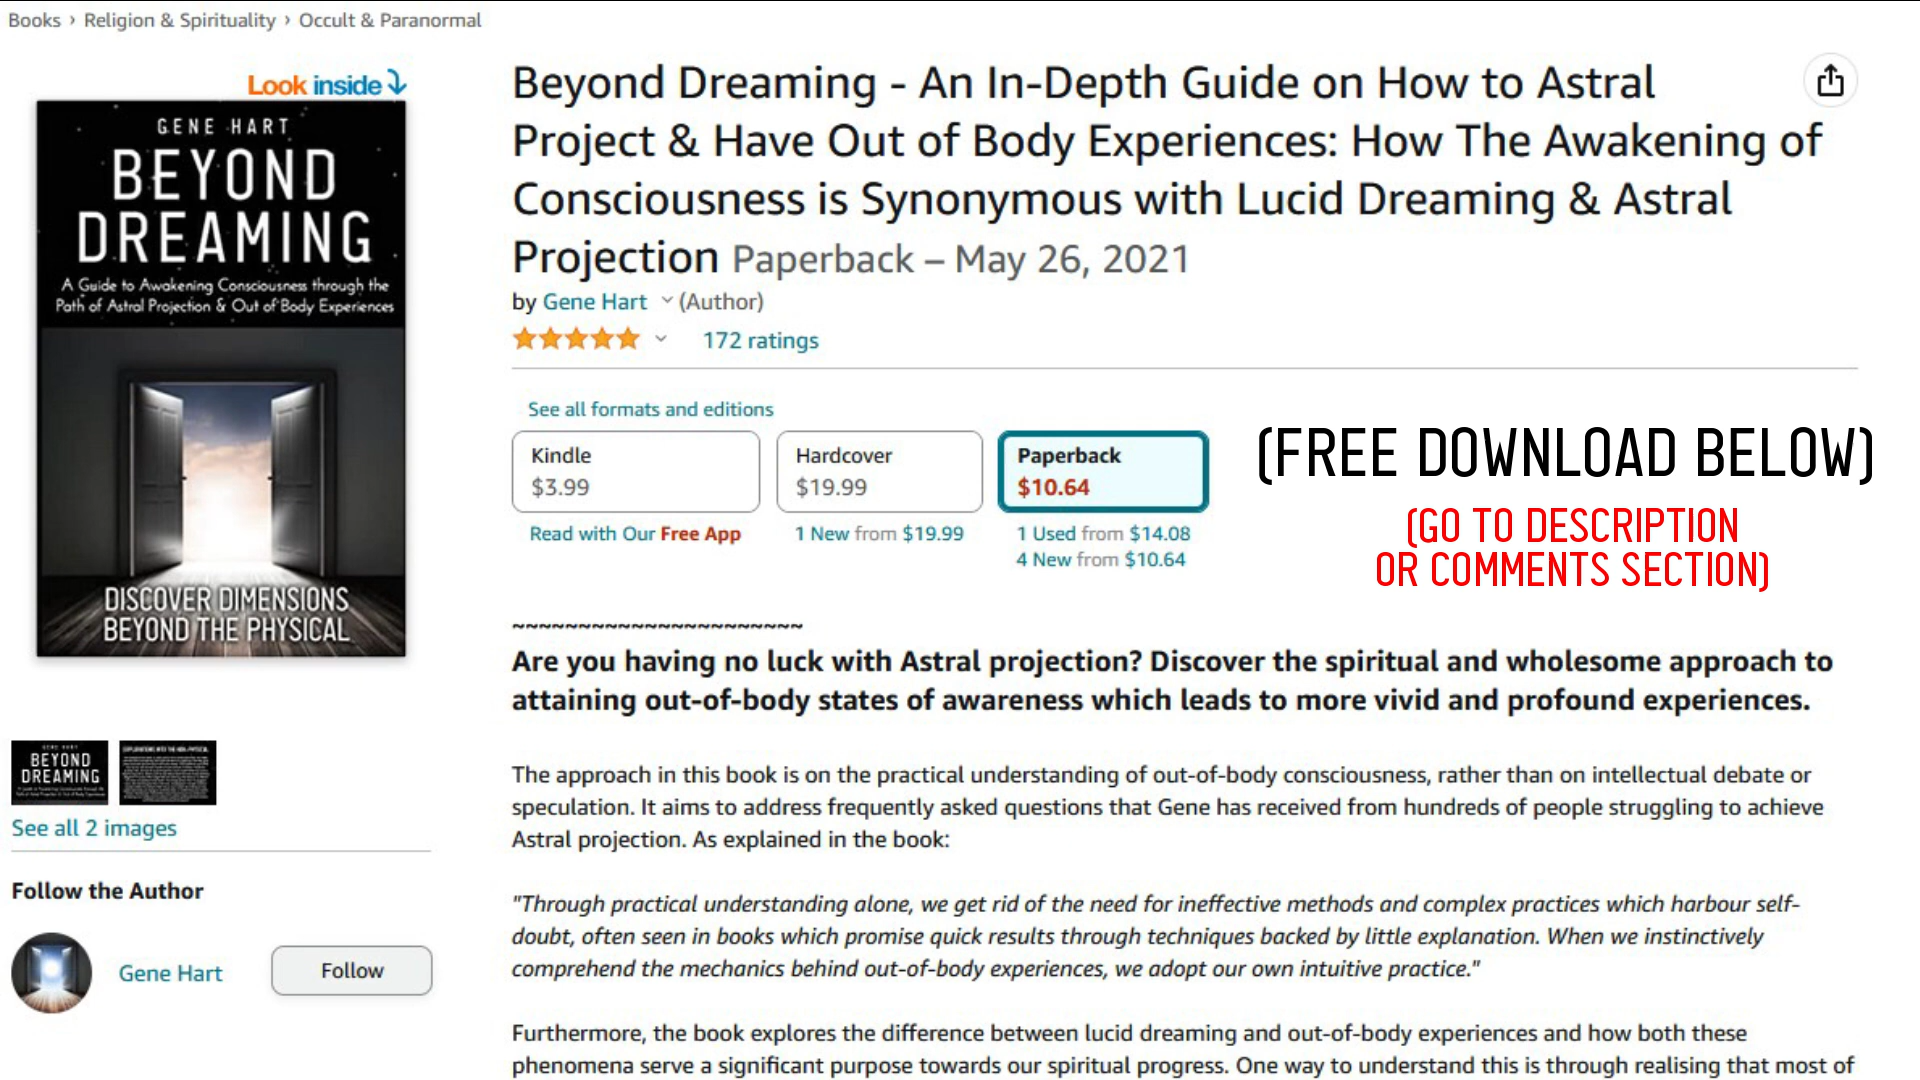 Books › Religion & Spirituality › Occult & Paranormal
Look inside
GENE HART
BEYOND
DREAMING
A Guide to Awakening Consciousness through the
Path of Astral Projection & Out of Body Experiences
DISCOVER DIMENSIONS
BEYOND THE PHYSICAL
BEYOND
DREAMING
See all 2 images
Follow the Author
Gene Hart
Follow
Beyond Dreaming - An In-Depth Guide on How to Astral
Project & Have Out of Body Experiences: How The Awakening of
Consciousness is Synonymous with Lucid Dreaming & Astral
Projection Paperback – May 26, 2021
by Gene Hart (Author)
172 ratings
See all formats and editions
Kindle
$3.99
Read with Our Free App
Hardcover
$19.99
1 New from $19.99
Paperback
$10.64
1 Used from $14.08
4 New from $10.64
(FREE DOWNLOAD BELOW)
(GO TO DESCRIPTION
OR COMMENTS SECTION)
~~~~~~~~~~~~~~~~~~~~~~
Are you having no luck with Astral projection? Discover the spiritual and wholesome approach to
attaining out-of-body states of awareness which leads to more vivid and profound experiences.
The approach in this book is on the practical understanding of out-of-body consciousness, rather than on intellectual debate or
speculation. It aims to address frequently asked questions that Gene has received from hundreds of people struggling to achieve
Astral projection. As explained in the book:
"Through practical understanding alone, we get rid of the need for ineffective methods and complex practices which harbour self-
doubt, often seen in books which promise quick results through techniques backed by little explanation. When we instinctively
comprehend the mechanics behind out-of-body experiences, we adopt our own intuitive practice."
Furthermore, the book explores the difference between lucid dreaming and out-of-body experiences and how both these
phenomena serve a significant purpose towards our spiritual progress. One way to understand this is through realising that most of